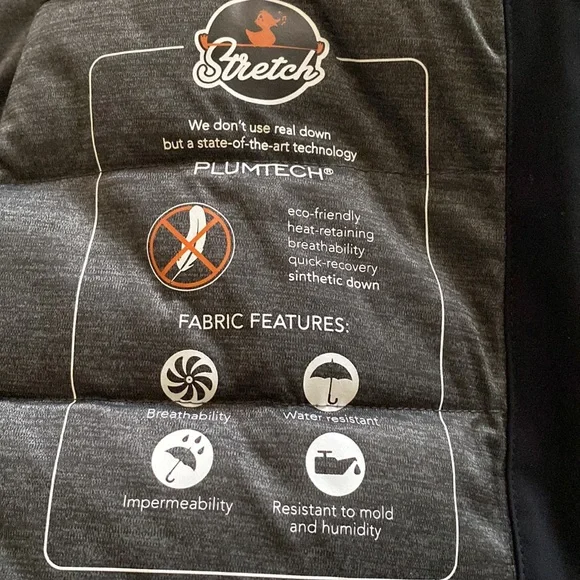 Stretch
We don't use real down
but a state-of-the-art technology
PLUMTECH®
eco-friendly
heat-retaining
breathability
quick-recovery
sinthetic down
FABRIC FEATURES:
Breathability
Water resistant
Impermeability
Resistant to mold
and humidity